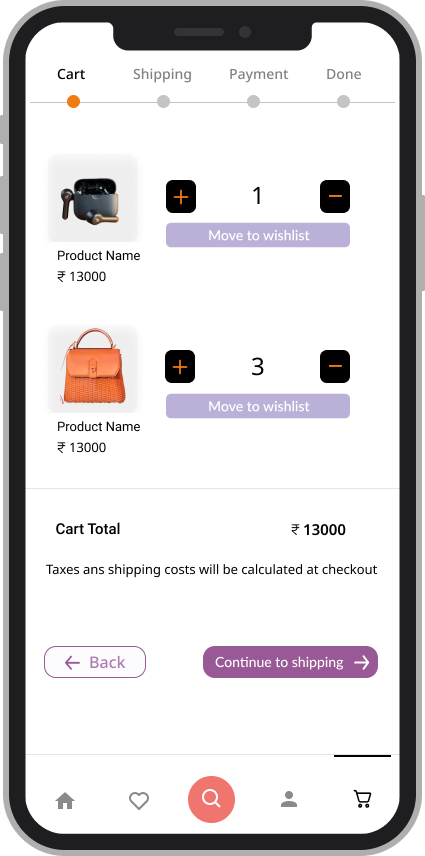 Cart Shipping Payment Done
1
Move to wishlist
Product Name
₹ 13000
3
Move to wishlist
Product Name
₹ 13000
Cart Total ₹ 13000
Taxes ans shipping costs will be calculated at checkout
Back Continue to shipping